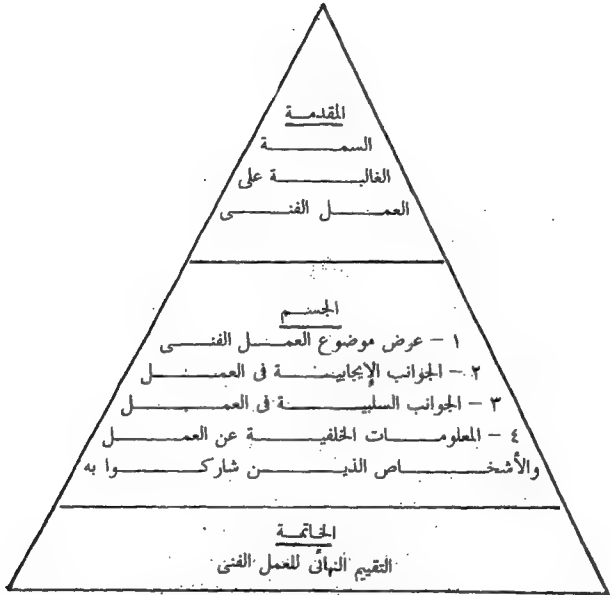 المقدمة
السمة
الغالبة على
العمل الفنى
الجسم
١ - عرض موضوع العمل الفنى
٢ - الجوانب الإيجابية فى العمل
٣ - الجوانب السلبية فى العمل
٤ - المعلومات الخلفية عن العمل
والأشخاص الذين شاركوا به
الخاتمة
التقييم النهائى للعمل الفنى